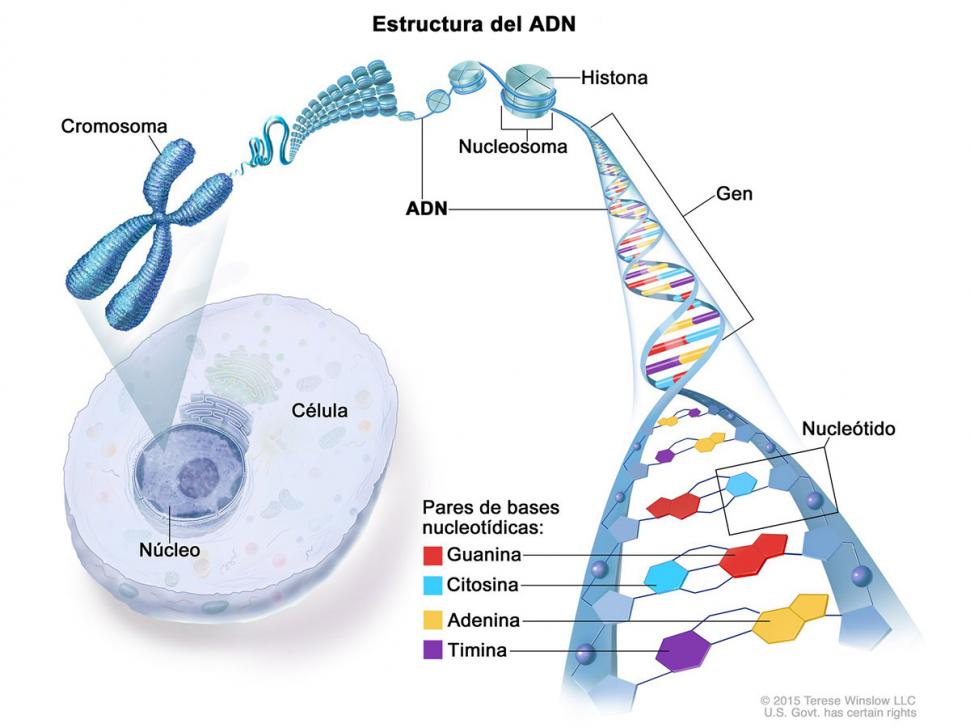 Estructura del ADN
Histona
Cromosoma
Nucleosoma
Gen
ADN
Célula
Nucleótido
Núcleo
Pares de bases
nucleotídicas:
Guanina
Citosina
Adenina
Timina
© 2015 Terese Winslow LLC
U.S. Govt. has certain rights